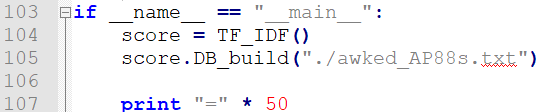 103 if __name__ == "__main__":
104 score = TF_IDF()
105 score.DB_build("./awked_AP88s.txt")
106
107 print "=" * 50